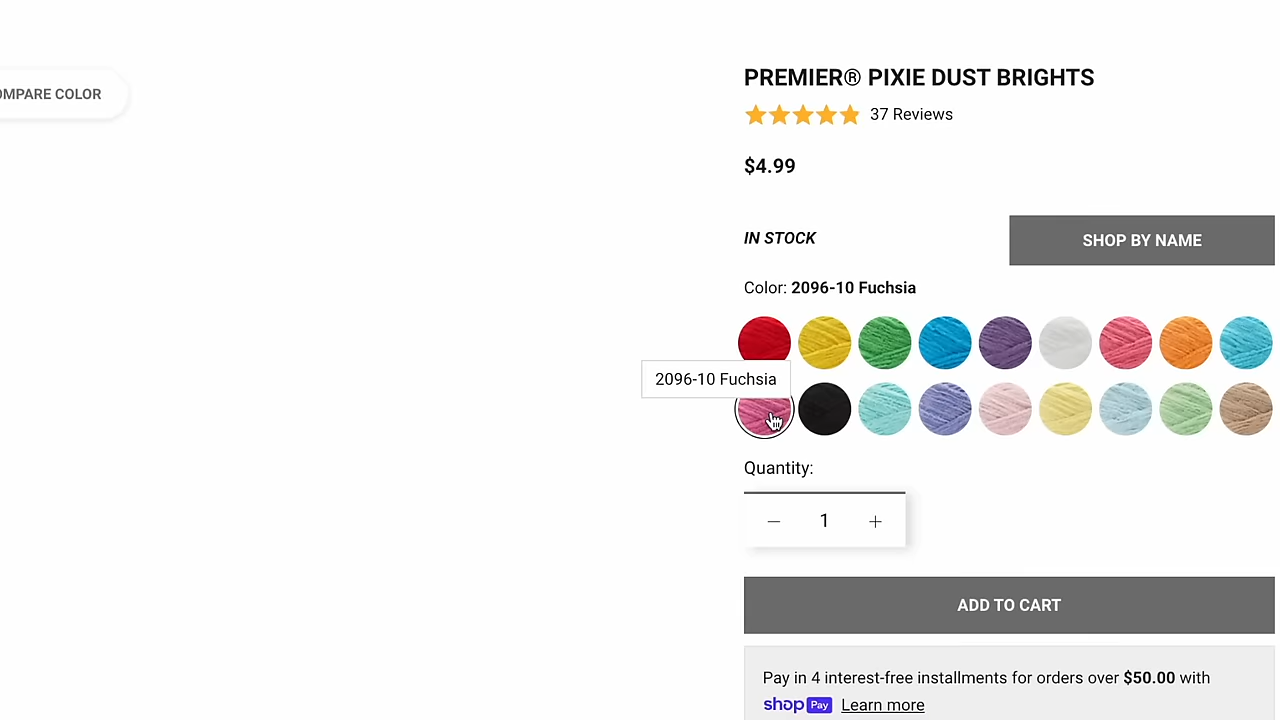 OMPARE COLOR
PREMIER® PIXIE DUST BRIGHTS
37 Reviews
$4.99
IN STOCK
SHOP BY NAME
Color: 2096-10 Fuchsia
2096-10 Fuchsia
Quantity:
− 1 +
ADD TO CART
Pay in 4 interest-free installments for orders over $50.00 with
shop Pay Learn more